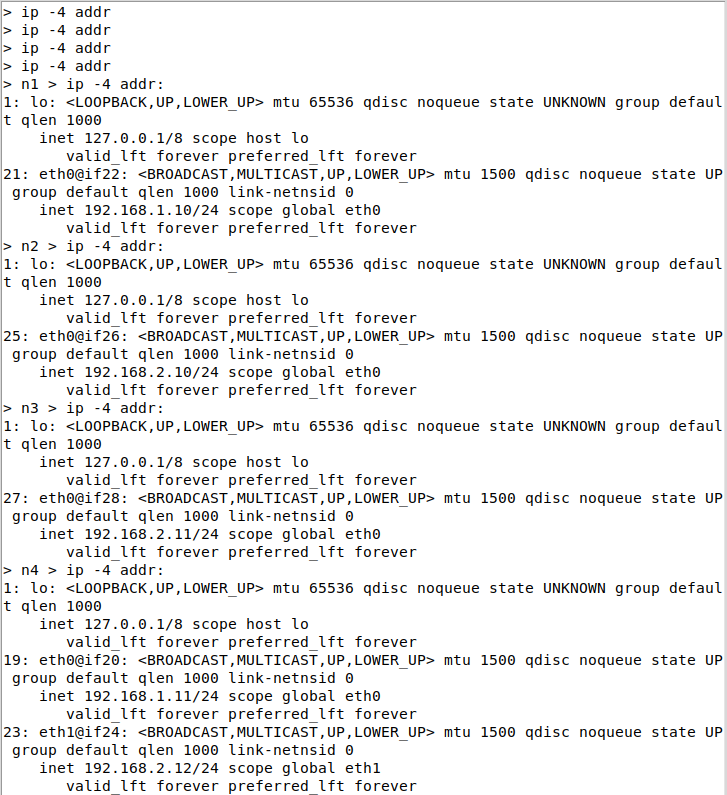 > ip -4 addr
> ip -4 addr
> ip -4 addr
> ip -4 addr
> n1 > ip -4 addr:
1: lo: <LOOPBACK,UP,LOWER_UP> mtu 65536 qdisc noqueue state UNKNOWN group defaul
t qlen 1000
    inet 127.0.0.1/8 scope host lo
       valid_lft forever preferred_lft forever
21: eth0@if22: <BROADCAST,MULTICAST,UP,LOWER_UP> mtu 1500 qdisc noqueue state UP
 group default qlen 1000 link-netnsid 0
    inet 192.168.1.10/24 scope global eth0
       valid_lft forever preferred_lft forever
> n2 > ip -4 addr:
1: lo: <LOOPBACK,UP,LOWER_UP> mtu 65536 qdisc noqueue state UNKNOWN group defaul
t qlen 1000
    inet 127.0.0.1/8 scope host lo
       valid_lft forever preferred_lft forever
25: eth0@if26: <BROADCAST,MULTICAST,UP,LOWER_UP> mtu 1500 qdisc noqueue state UP
 group default qlen 1000 link-netnsid 0
    inet 192.168.2.10/24 scope global eth0
       valid_lft forever preferred_lft forever
> n3 > ip -4 addr:
1: lo: <LOOPBACK,UP,LOWER_UP> mtu 65536 qdisc noqueue state UNKNOWN group defaul
t qlen 1000
    inet 127.0.0.1/8 scope host lo
       valid_lft forever preferred_lft forever
27: eth0@if28: <BROADCAST,MULTICAST,UP,LOWER_UP> mtu 1500 qdisc noqueue state UP
 group default qlen 1000 link-netnsid 0
    inet 192.168.2.11/24 scope global eth0
       valid_lft forever preferred_lft forever
> n4 > ip -4 addr:
1: lo: <LOOPBACK,UP,LOWER_UP> mtu 65536 qdisc noqueue state UNKNOWN group defaul
t qlen 1000
    inet 127.0.0.1/8 scope host lo
       valid_lft forever preferred_lft forever
19: eth0@if20: <BROADCAST,MULTICAST,UP,LOWER_UP> mtu 1500 qdisc noqueue state UP
 group default qlen 1000 link-netnsid 0
    inet 192.168.1.11/24 scope global eth0
       valid_lft forever preferred_lft forever
23: eth1@if24: <BROADCAST,MULTICAST,UP,LOWER_UP> mtu 1500 qdisc noqueue state UP
 group default qlen 1000 link-netnsid 0
    inet 192.168.2.12/24 scope global eth1
       valid_lft forever preferred_lft forever